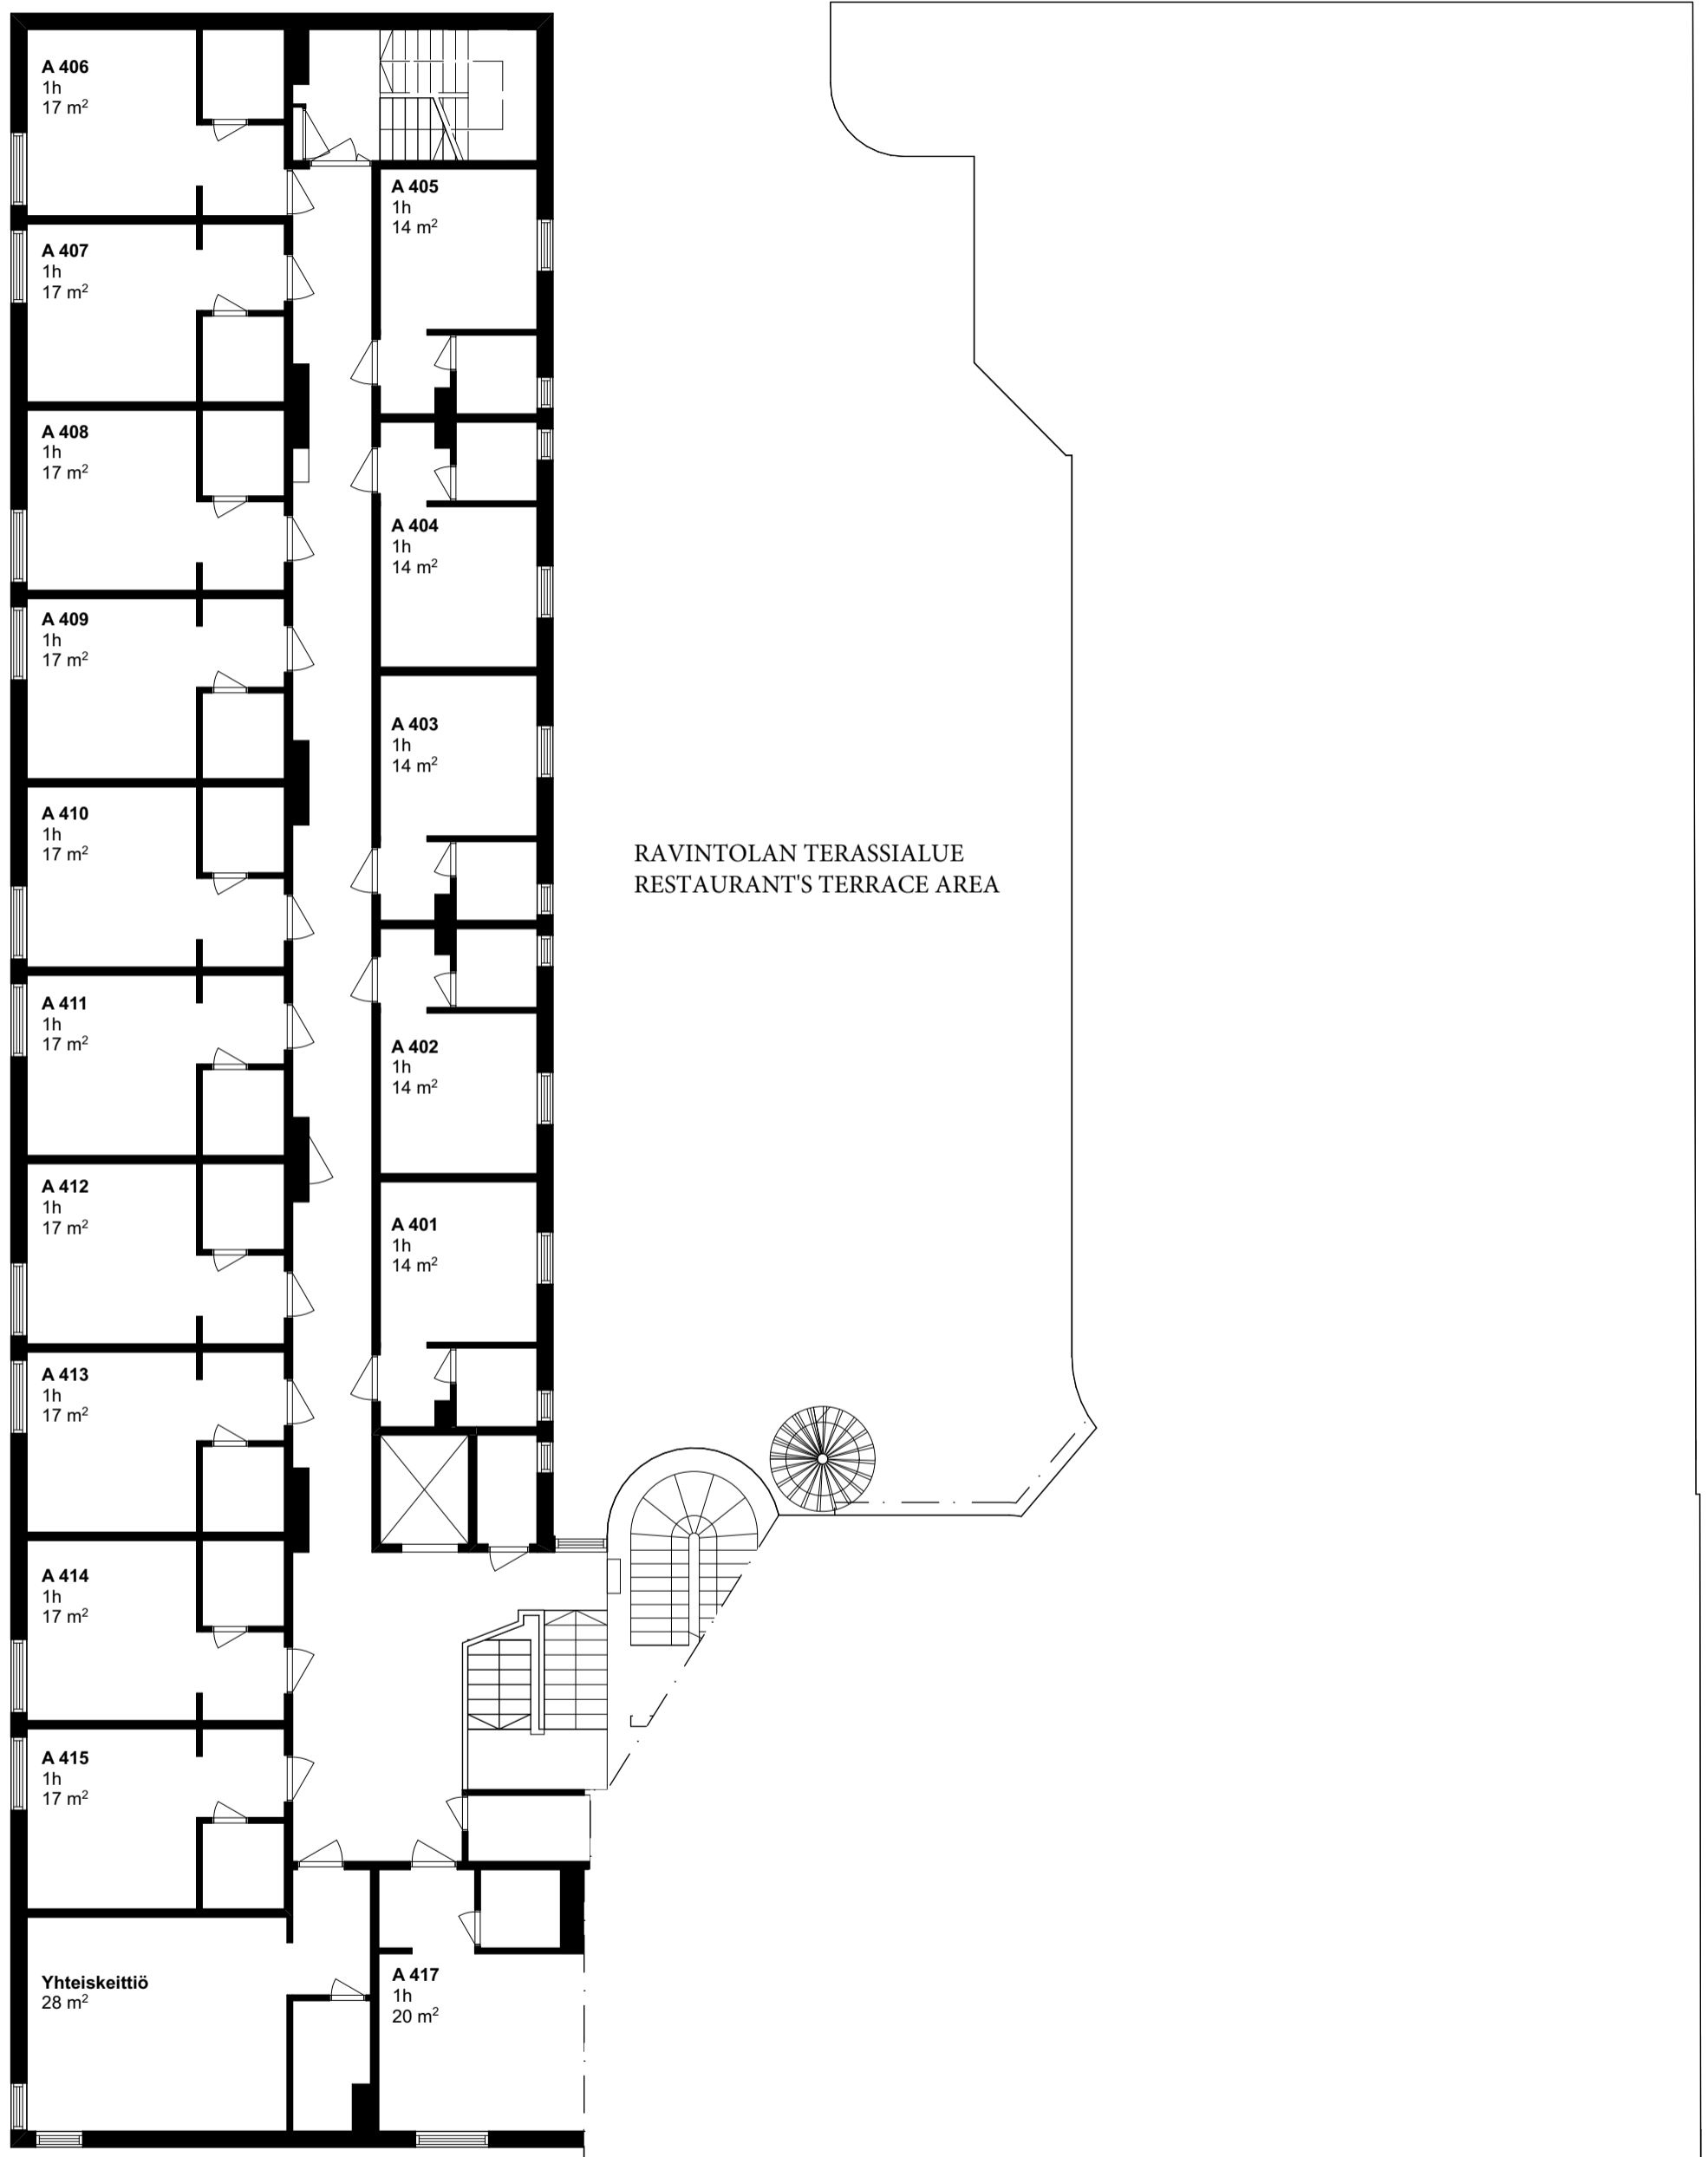 A 406
1h
17 m²
A 405
1h
14 m²
A 407
1h
17 m²
A 408
1h
17 m²
A 404
1h
14 m²
A 409
1h
17 m²
A 403
1h
14 m²
A 410
1h
17 m²
RAVINTOLAN TERASSIALUE
RESTAURANT'S TERRACE AREA
A 411
1h
17 m²
A 402
1h
14 m²
A 412
1h
17 m²
A 401
1h
14 m²
A 413
1h
17 m²
A 414
1h
17 m²
A 415
1h
17 m²
Yhteiskeittiö
28 m²
A 417
1h
20 m²